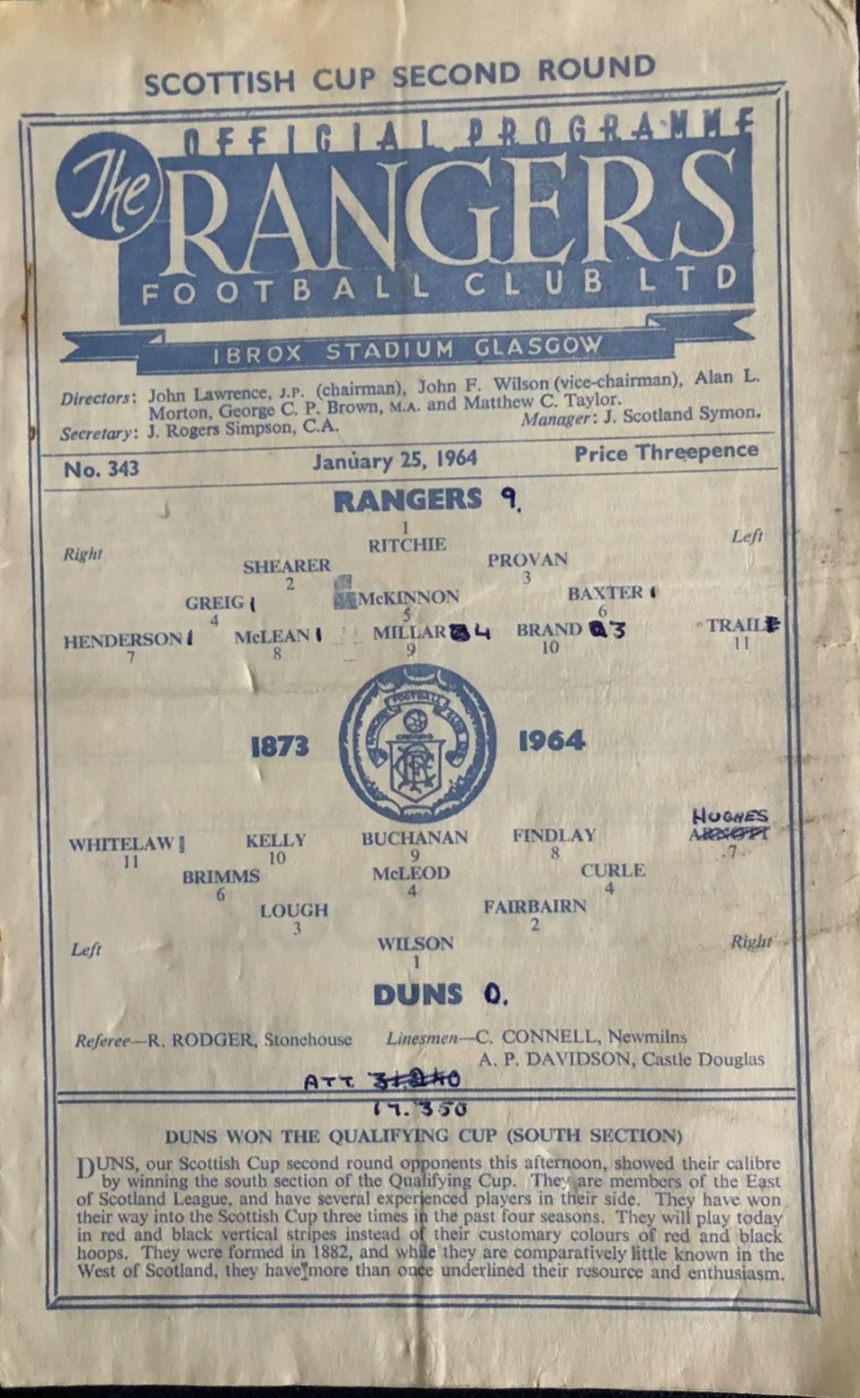 SCOTTISH CUP SECOND ROUND
OFFICIAL PROGRAMME
The RANGERS
FOOTBALL CLUB LTD
IBROX STADIUM GLASGOW
Directors: John Lawrence, J.P. (chairman), John F. Wilson (vice-chairman), Alan L.
Morton, George C. P. Brown, M.A. and Matthew C. Taylor.
Secretary: J. Rogers Simpson, C.A. Manager: J. Scotland Symon.
No. 343 January 25, 1964 Price Threepence
RANGERS 9.
1
Right RITCHIE Left
SHEARER PROVAN
2 3
GREIG 1 McKINNON BAXTER 1
4 5 6
HENDERSON 1 McLEAN 1 MILLAR 4 BRAND 3 TRAILL
7 8 9 10 11
1873 1964
HUGHES
WHITELAW KELLY BUCHANAN FINDLAY
11 10 9 8 7
BRIMMS McLEOD CURLE
6 4 4
LOUGH FAIRBAIRN
3 2
Left WILSON Right
1
DUNS 0.
Referee—R. RODGER, Stonehouse Linesmen—C. CONNELL, Newmilns
A. P. DAVIDSON, Castle Douglas
ATT
17.350
DUNS WON THE QUALIFYING CUP (SOUTH SECTION)
DUNS, our Scottish Cup second round opponents this afternoon, showed their calibre
by winning the south section of the Qualifying Cup. They are members of the East
of Scotland League, and have several experienced players in their side. They have won
their way into the Scottish Cup three times in the past four seasons. They will play today
in red and black vertical stripes instead of their customary colours of red and black
hoops. They were formed in 1882, and while they are comparatively little known in the
West of Scotland, they have more than once underlined their resource and enthusiasm.